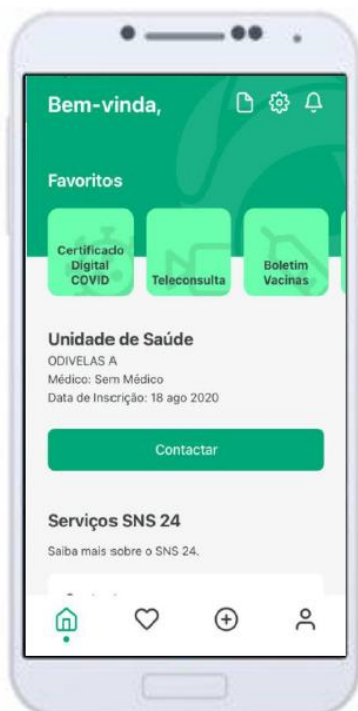 Bem-vinda,
Favoritos
Certificado
Digital
COVID
Teleconsulta
Boletim
Vacinas
Unidade de Saúde
ODIVELAS A
Médico: Sem Médico
Data de Inscrição: 18 ago 2020
Contactar
Serviços SNS 24
Saiba mais sobre o SNS 24.